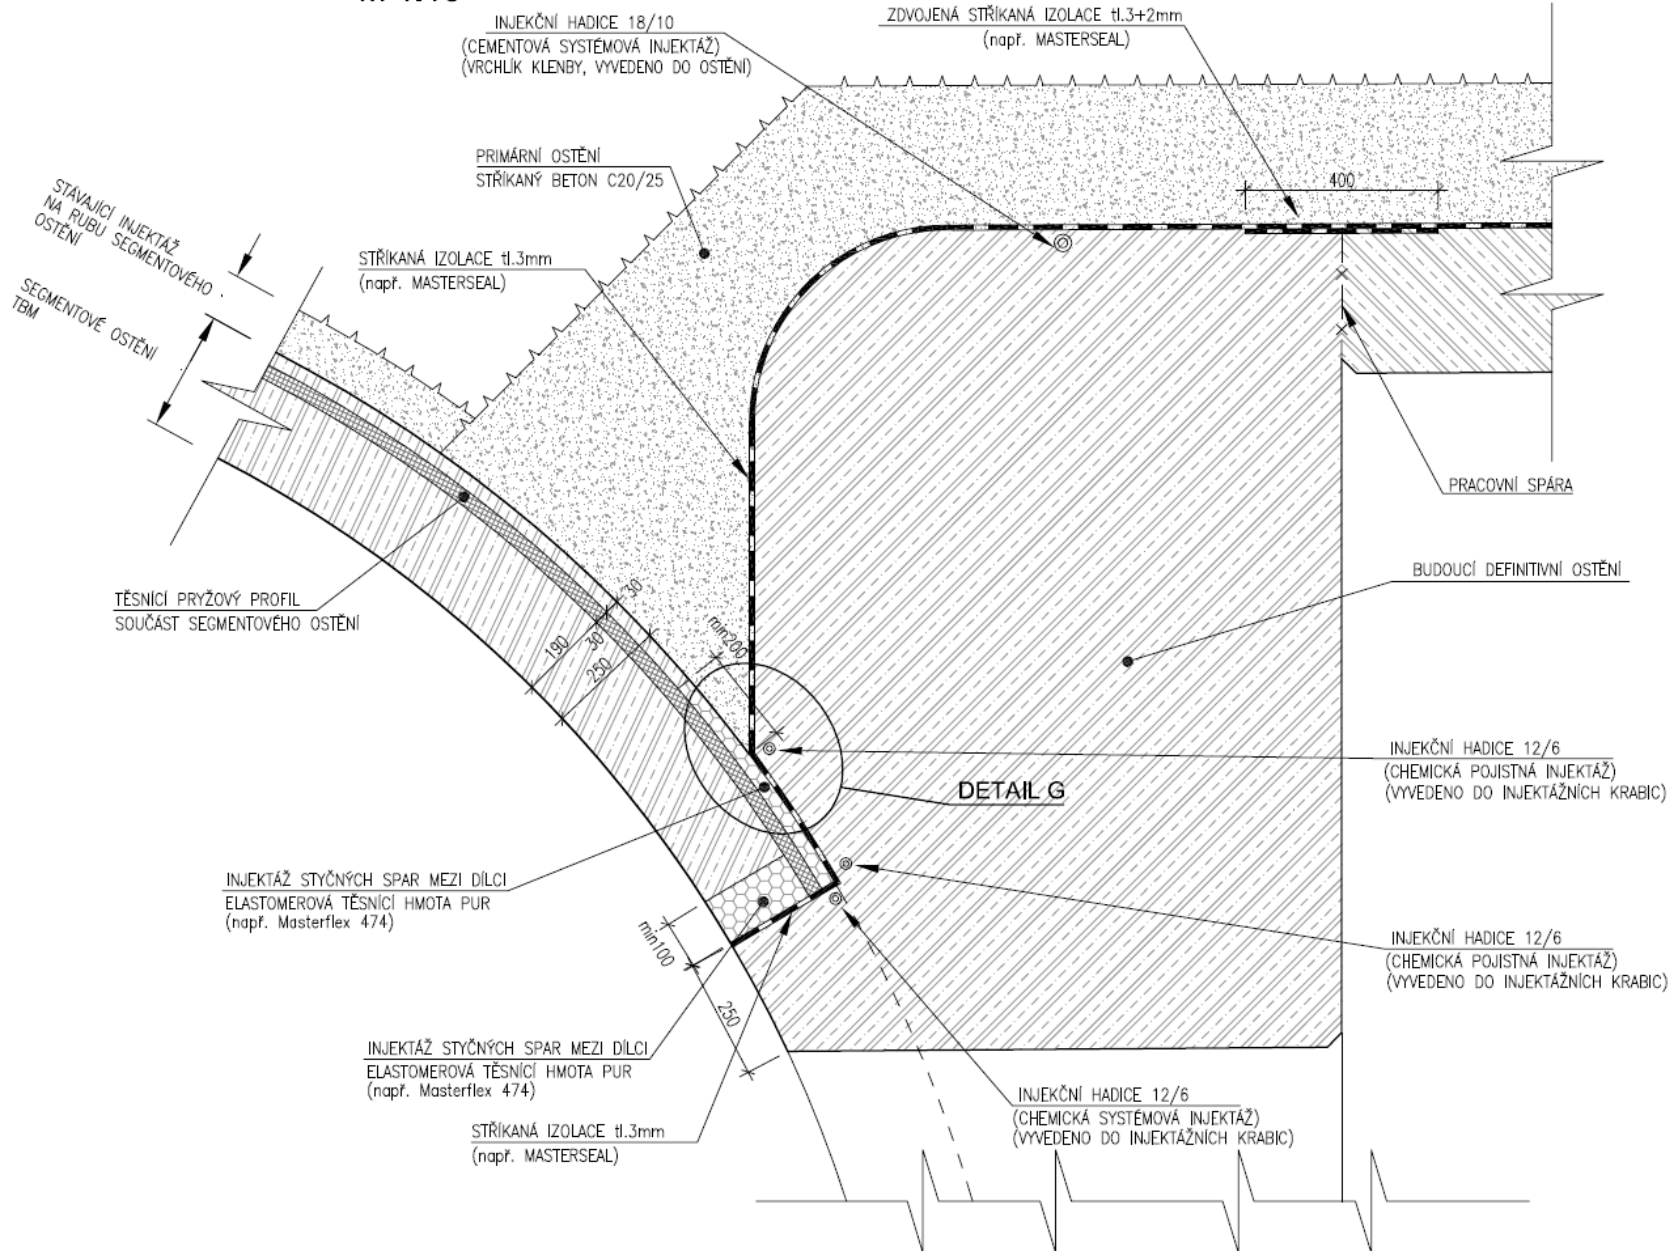 INJEKČNÍ HADICE 18/10
(CEMENTOVÁ SYSTÉMOVÁ INJEKTÁŽ)
(VRCHLÍK KLENBY, VYVEDENO DO OSTĚNÍ)
ZDVOJENÁ STŘÍKANÁ IZOLACE tl.3+2mm
(např. MASTERSEAL)
PRIMÁRNÍ OSTĚNÍ
STŘÍKANÝ BETON C20/25
400
STÁVAJÍCÍ INJEKTÁŽ
NA RUBU SEGMENTOVÉHO
OSTĚNÍ
STŘÍKANÁ IZOLACE tl.3mm
(např. MASTERSEAL)
SEGMENTOVÉ OSTĚNÍ
TBM
PRACOVNÍ SPÁRA
BUDOUCÍ DEFINITIVNÍ OSTĚNÍ
TĚSNICÍ PRYŽOVÝ PROFIL
SOUČÁST SEGMENTOVÉHO OSTĚNÍ
30
190
30
250
min200
INJEKČNÍ HADICE 12/6
(CHEMICKÁ POJISTNÁ INJEKTÁŽ)
(VYVEDENO DO INJEKTÁŽNÍCH KRABIC)
DETAIL G
INJEKTÁŽ STYČNÝCH SPAR MEZI DÍLCI
ELASTOMEROVÁ TĚSNÍCÍ HMOTA PUR
(např. Masterflex 474)
min100
250
INJEKČNÍ HADICE 12/6
(CHEMICKÁ POJISTNÁ INJEKTÁŽ)
(VYVEDENO DO INJEKTÁŽNÍCH KRABIC)
INJEKTÁŽ STYČNÝCH SPAR MEZI DÍLCI
ELASTOMEROVÁ TĚSNÍCÍ HMOTA PUR
(např. Masterflex 474)
INJEKČNÍ HADICE 12/6
(CHEMICKÁ SYSTÉMOVÁ INJEKTÁŽ)
(VYVEDENO DO INJEKTÁŽNÍCH KRABIC)
STŘÍKANÁ IZOLACE tl.3mm
(např. MASTERSEAL)